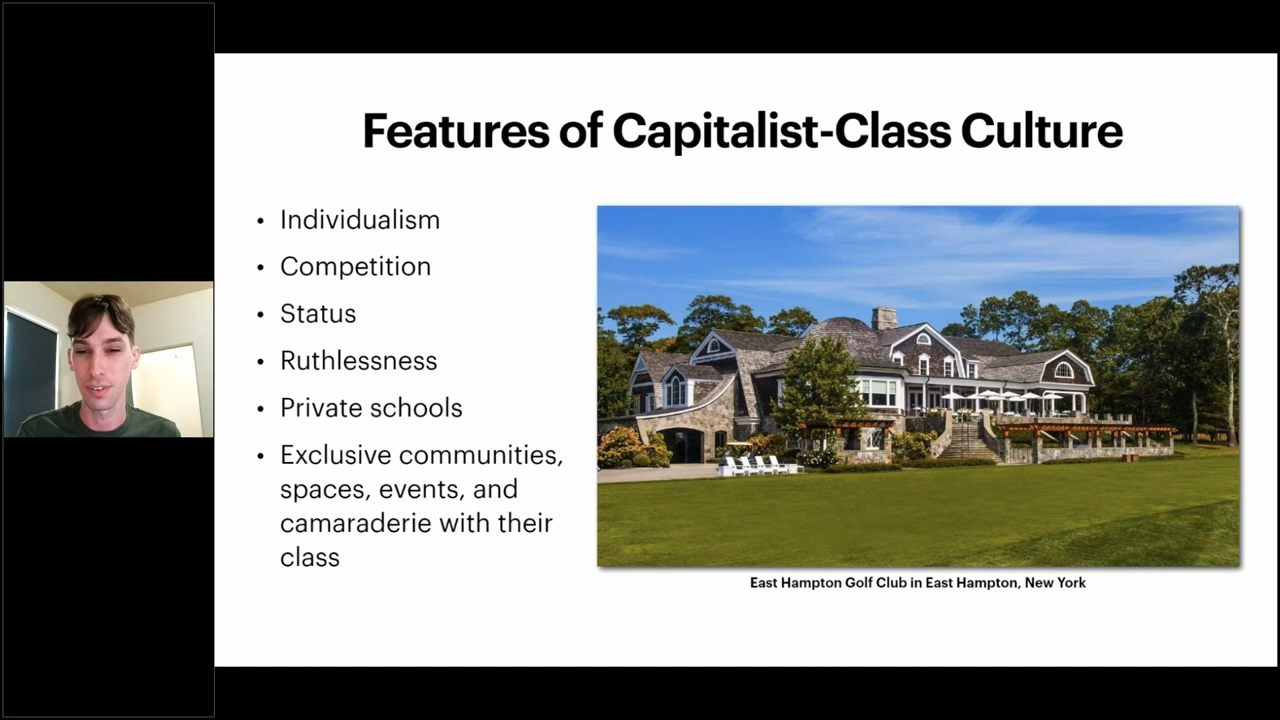 Features of Capitalist-Class Culture
• Individualism
• Competition
• Status
• Ruthlessness
• Private schools
• Exclusive communities,
spaces, events, and
camaraderie with their
class
East Hampton Golf Club in East Hampton, New York